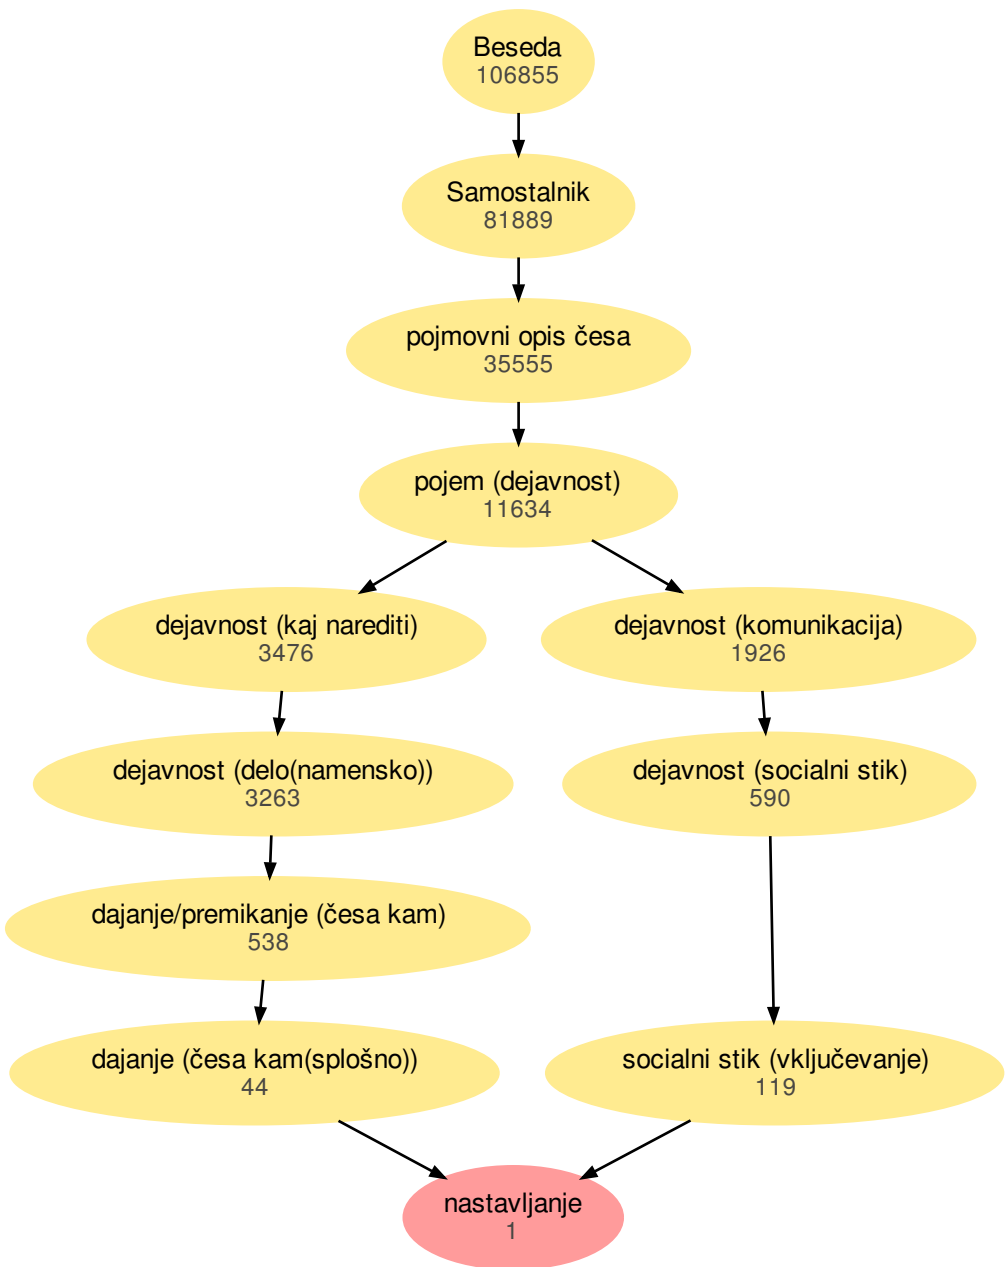 Beseda
106855
Samostalnik
81889
pojmovni opis česa
35555
pojem (dejavnost)
11634
dejavnost (kaj narediti)
3476
dejavnost (komunikacija)
1926
dejavnost (delo(namensko))
3263
dejavnost (socialni stik)
590
dajanje/premikanje (česa kam)
538
dajanje (česa kam(splošno))
44
socialni stik (vključevanje)
119
nastavljanje
1